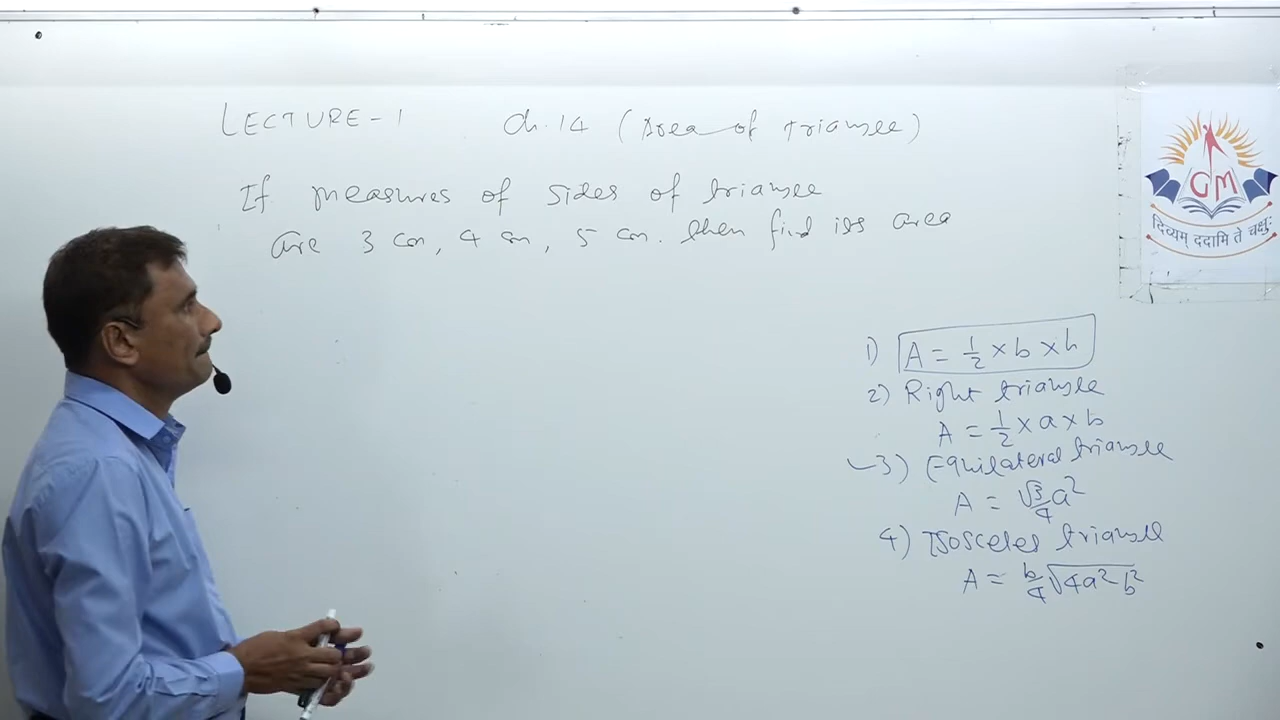 LECTURE-1 Ch.14 (Area of triangle)
If measures of sides of triangle
are 3 cm, 4 cm, 5 cm. then find its area
GM
दिव्यम् ददामि ते चक्षुः
1) A = 1/2 × b × h
2) Right triangle
A = 1/2 × a × b
3) Equilateral triangle
A = √3/4 a²
4) Isosceles triangle
A = b/4 √4a² b²